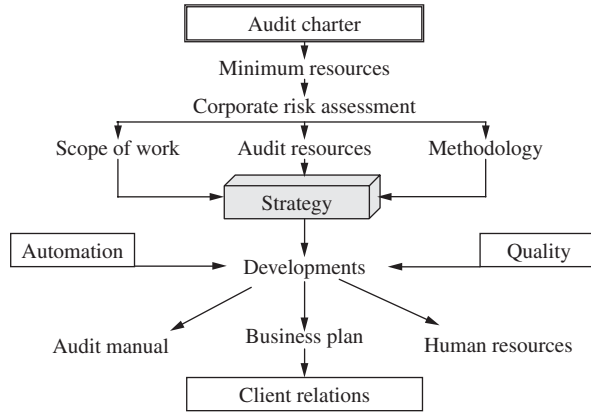 Audit charter
Minimum resources
Corporate risk assessment
Scope of work
Audit resources
Methodology
Strategy
Automation
Quality
Developments
Audit manual
Business plan
Human resources
Client relations